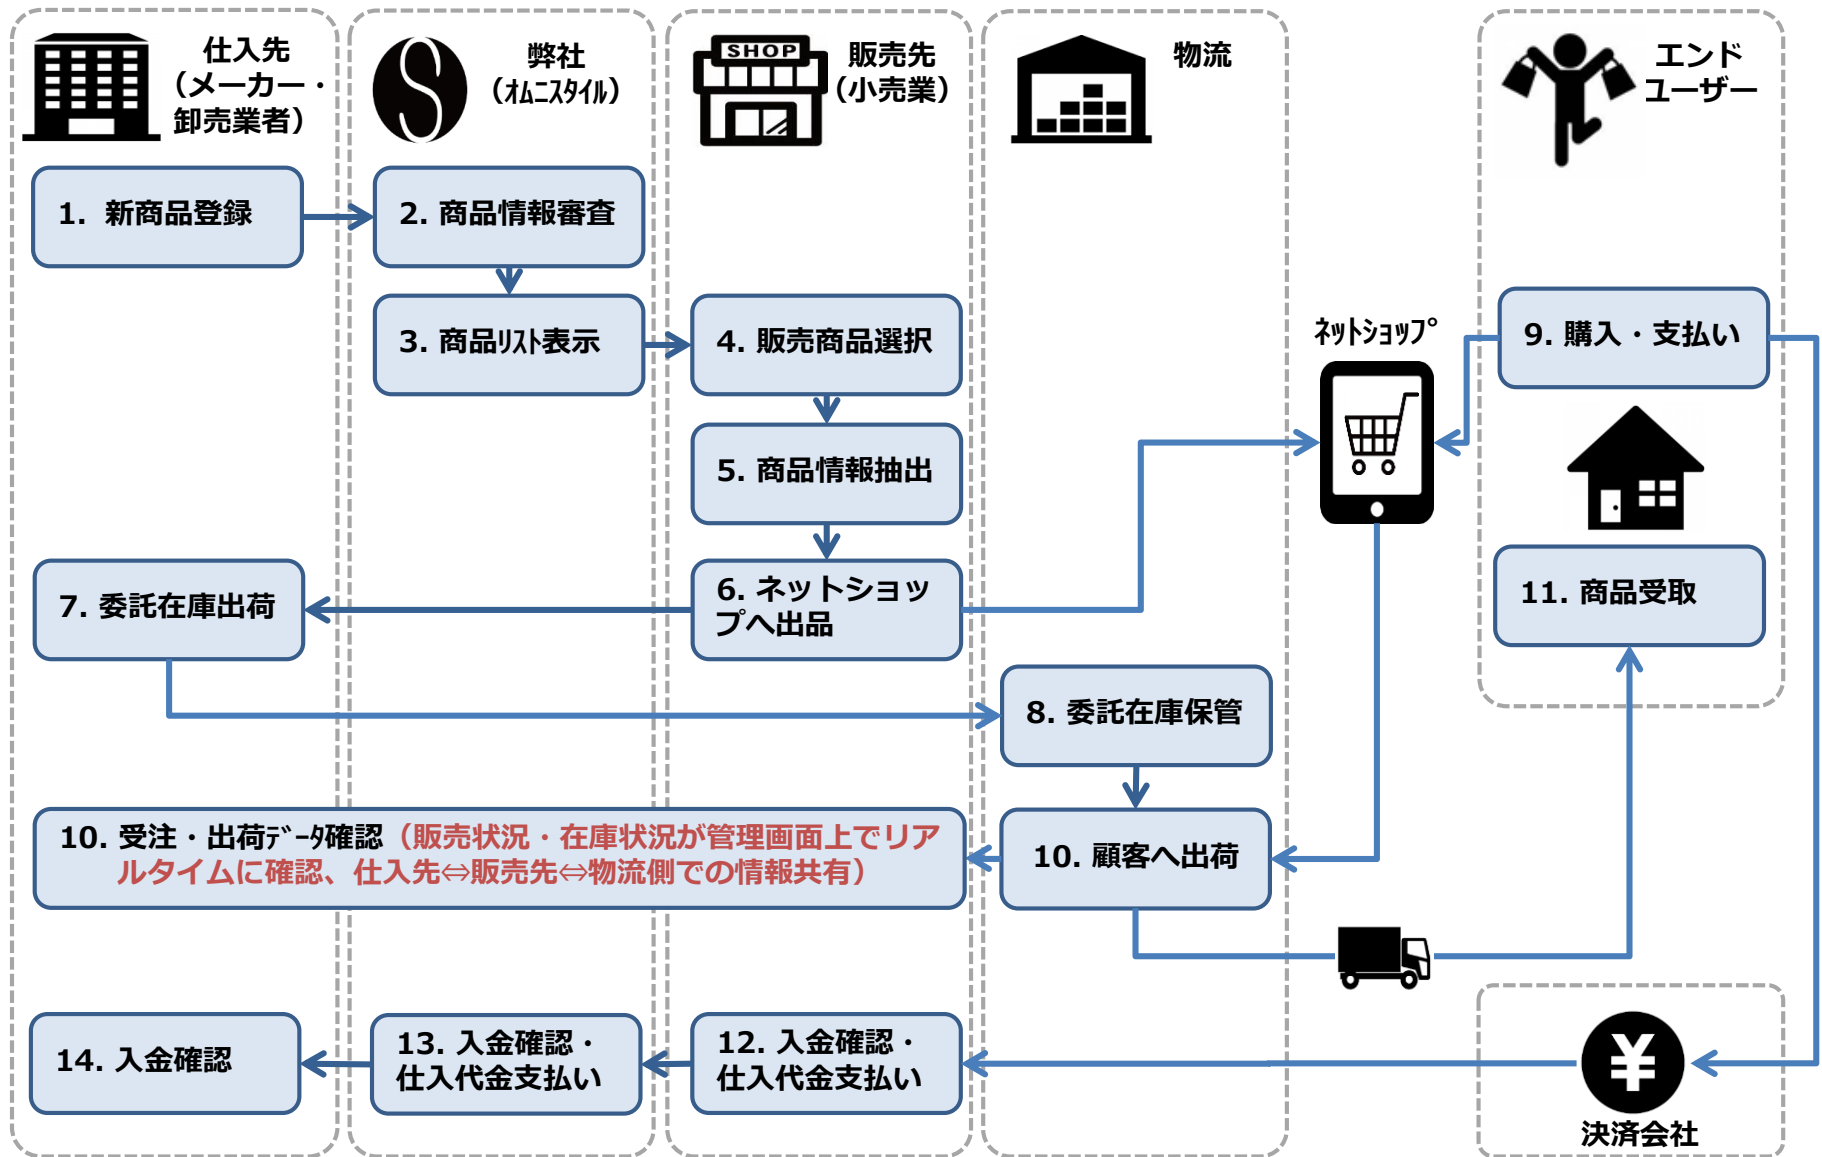 仕入先
（メーカー・
卸売業者）
弊社
（ｵﾑﾆｽﾀｲﾙ）
SHOP
販売先
（小売業）
物流
エンド
ユーザー
1. 新商品登録
2. 商品情報審査
3. 商品ﾘｽﾄ表示
4. 販売商品選択
ﾈｯﾄｼｮｯﾌﾟ
9. 購入・支払い
5. 商品情報抽出
7. 委託在庫出荷
6. ネットショッ
プへ出品
11. 商品受取
8. 委託在庫保管
10. 受注・出荷ﾃﾞｰﾀ確認（販売状況・在庫状況が管理画面上でリア
ルタイムに確認、仕入先⇔販売先⇔物流側での情報共有）
10. 顧客へ出荷
14. 入金確認
13. 入金確認・
仕入代金支払い
12. 入金確認・
仕入代金支払い
¥
決済会社